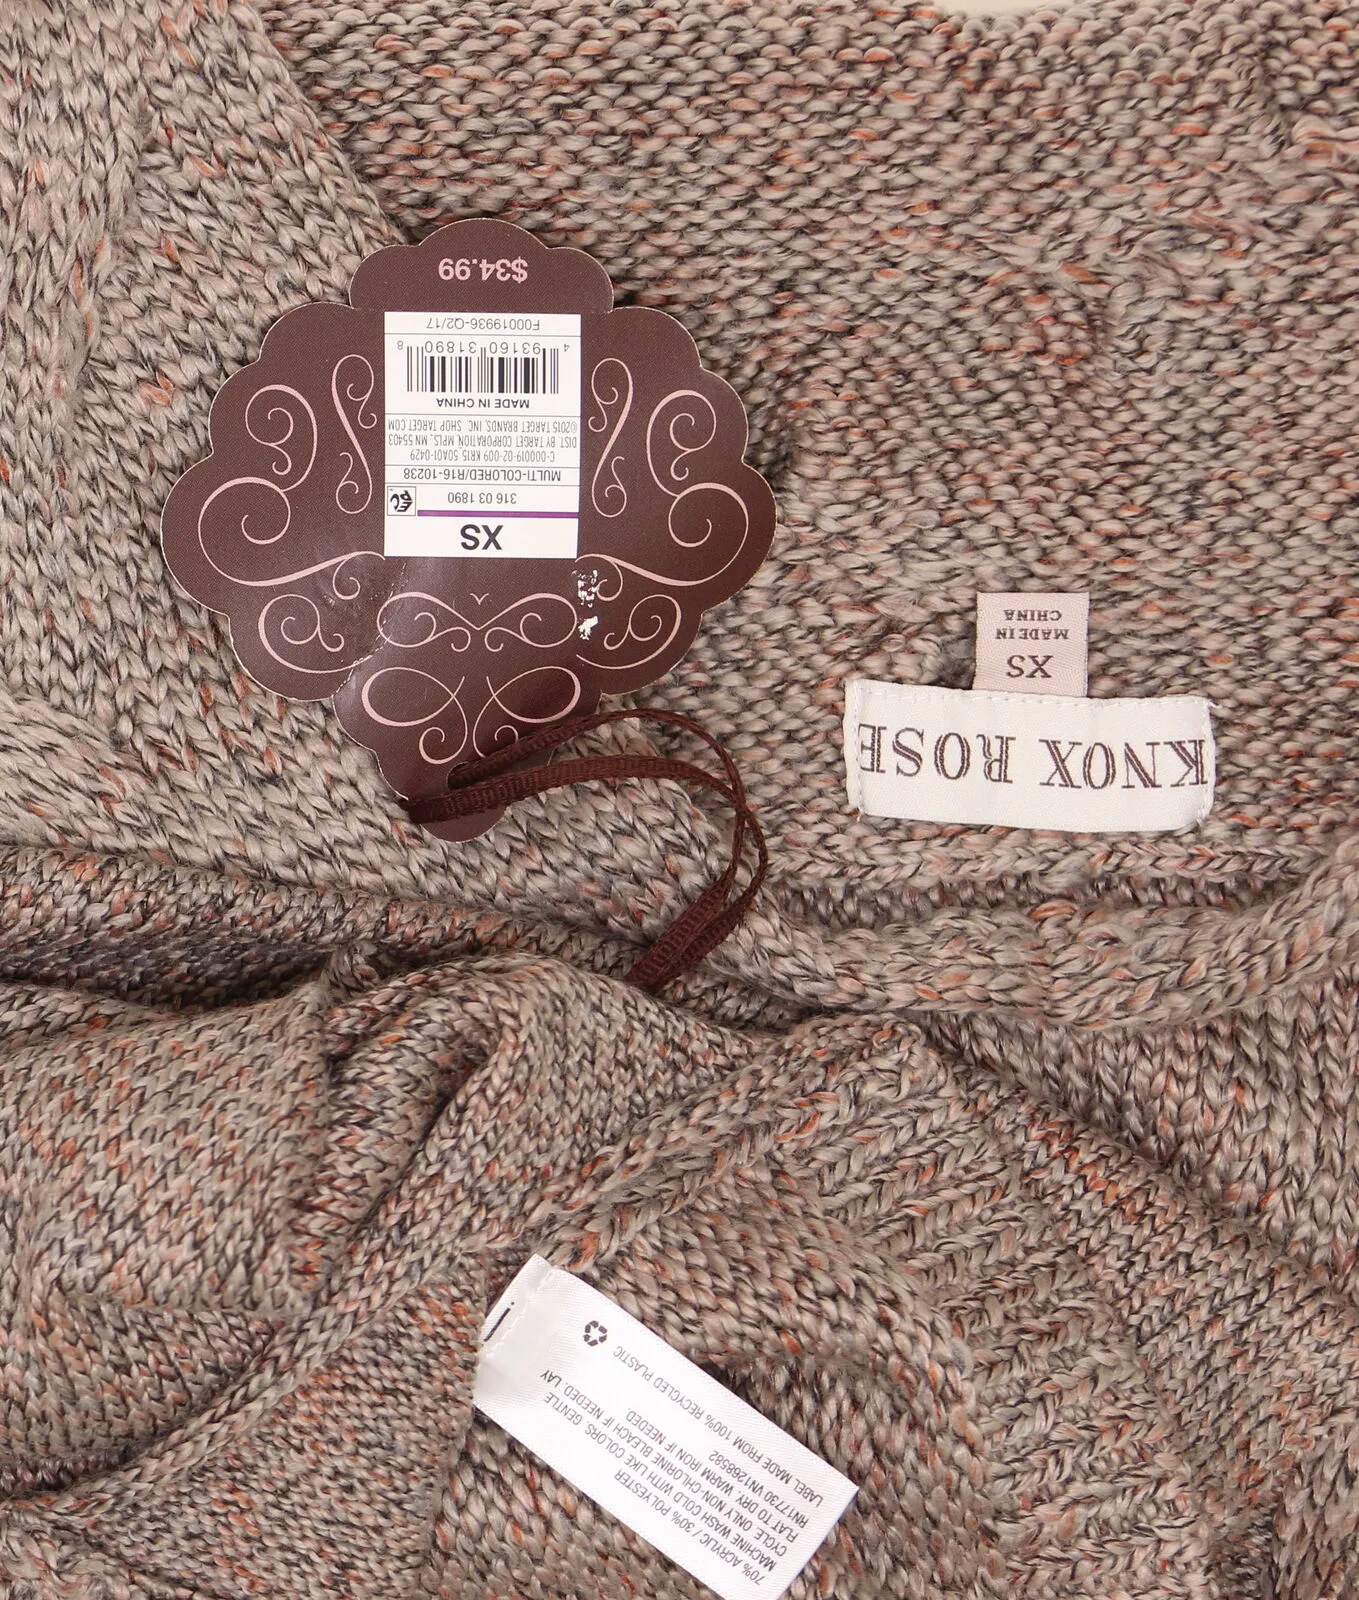 XS
316 03 1890
MULTI-COLORED/R16-10238
C-000019-02-009 KR15 50A01-0429
DIST. BY TARGET CORPORATION, MPLS, MN 55403
©2015 TARGET BRANDS, INC. SHOP TARGET.COM
MADE IN CHINA
4 93160 31890 8
F00019936-Q2/17
$34.99
KNOX ROSE
XS
MADE IN
CHINA
70% ACRYLIC / 30% POLYESTER
MACHINE WASH COLD WITH LIKE COLORS, GENTLE
CYCLE. ONLY NON-CHLORINE BLEACH IF NEEDED. LAY
FLAT TO DRY. WARM IRON IF NEEDED.
RN17730 VN1268582
LABEL MADE FROM 100% RECYCLED PLASTIC